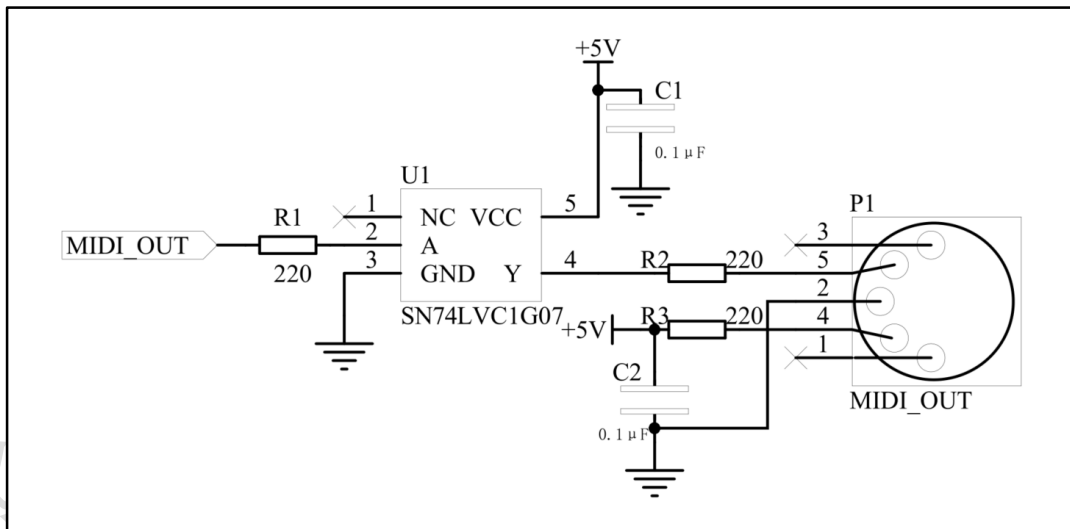 +5V
C1
0.1μF
U1
1
NC VCC
5
R1
MIDI_OUT
220
2
A
3
GND Y
4
SN74LVC1G07
R2
220
+5V
R3
220
C2
0.1μF
P1
3
5
2
4
1
MIDI_OUT